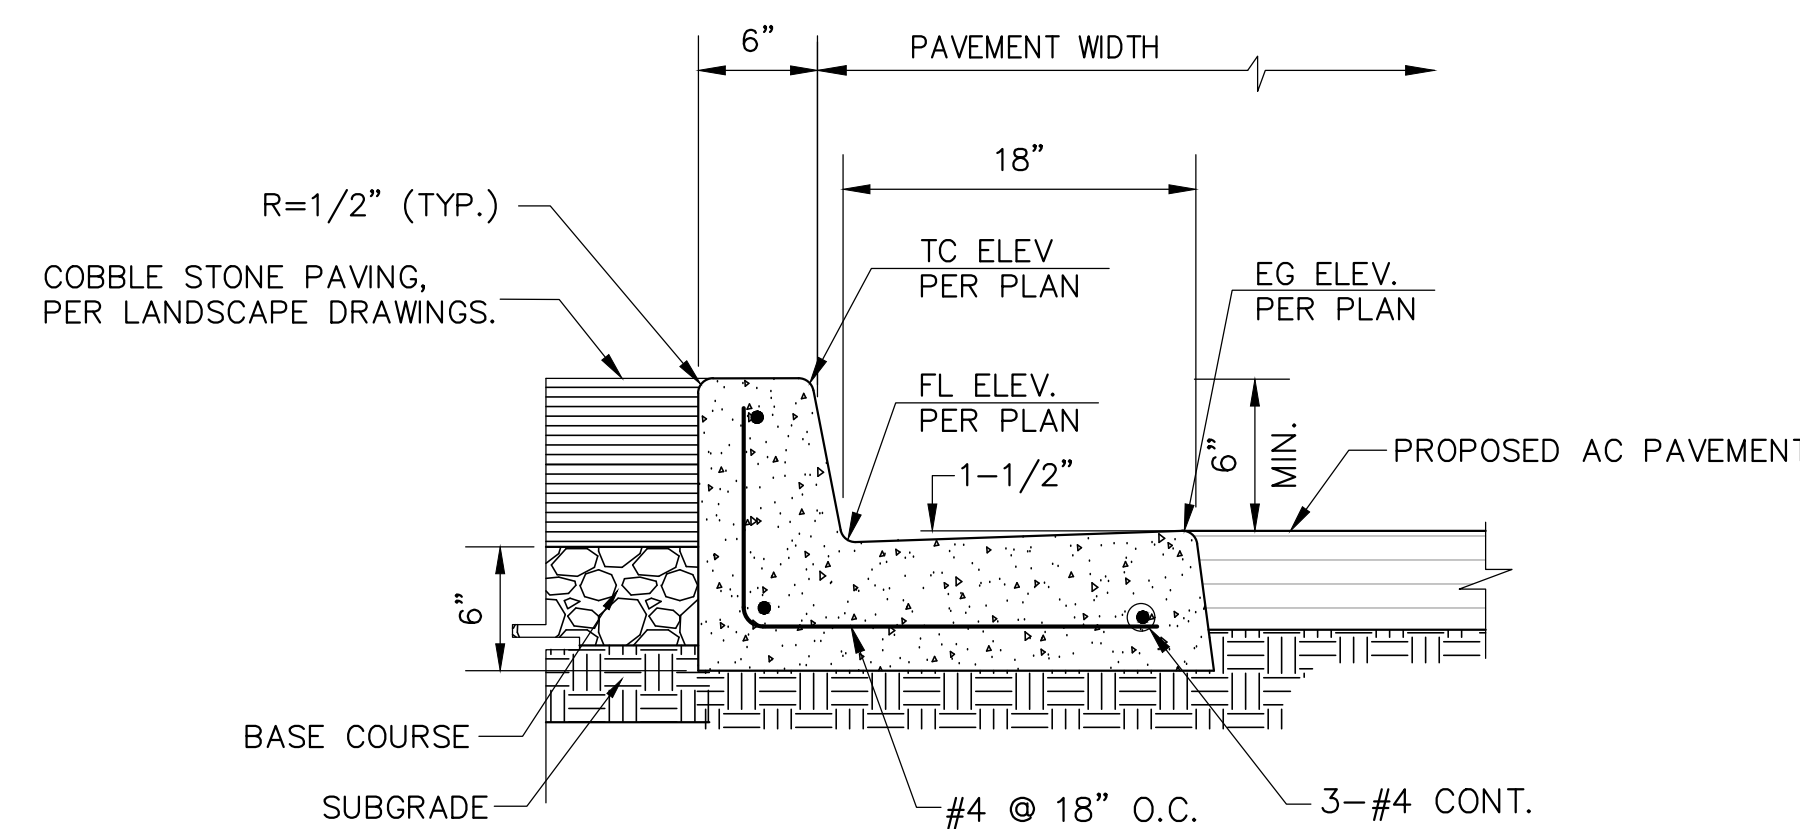 6”
PAVEMENT WIDTH
18”
R=1/2” (TYP.)
COBBLE STONE PAVING,
PER LANDSCAPE DRAWINGS.
TC ELEV
PER PLAN
EG ELEV.
PER PLAN
FL ELEV.
PER PLAN
1-1/2”
6”
MIN.
PROPOSED AC PAVEMENT
6”
BASE COURSE
SUBGRADE
#4 @ 18” O.C.
3-#4 CONT.